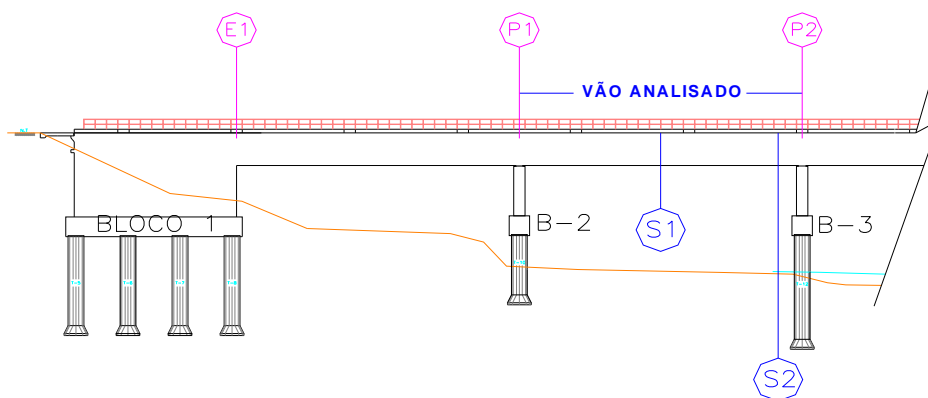 E1
P1
P2
VÃO ANALISADO
BLOCO 1
B-2
B-3
S1
S2